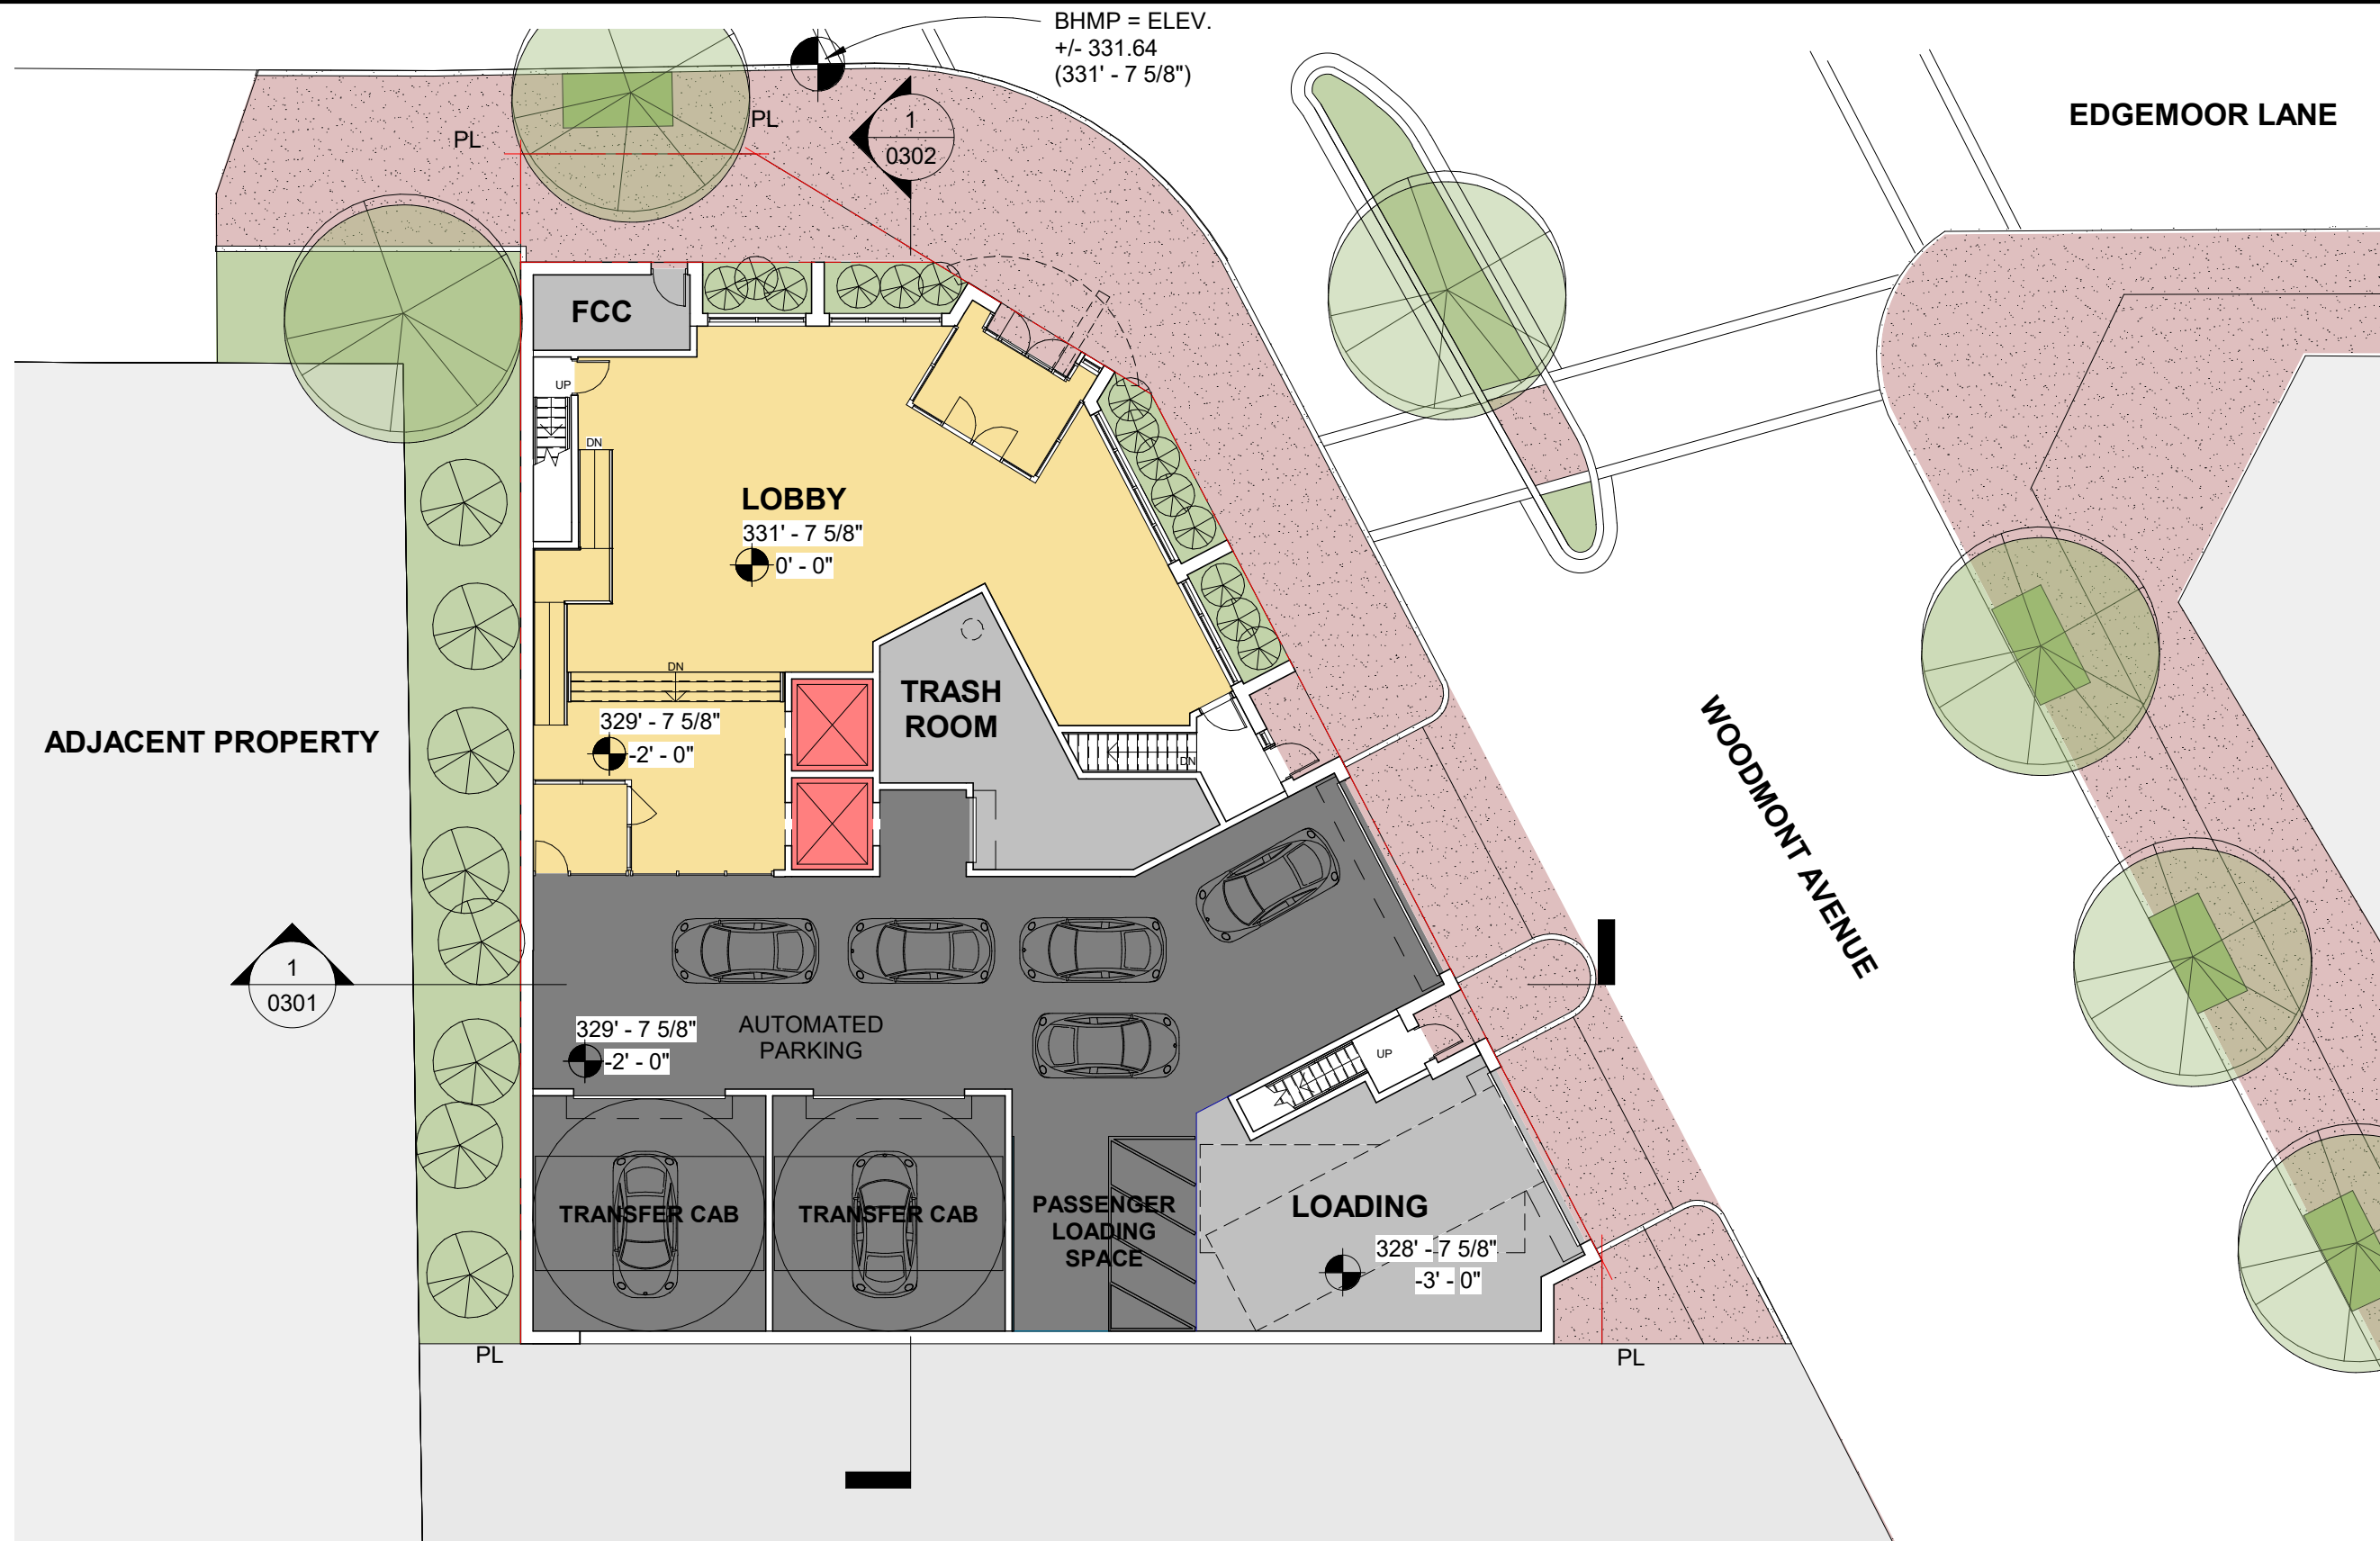 BHMP = ELEV.
+/- 331.64
(331' - 7 5/8")
EDGEMOOR LANE
PL
PL
1
0302
FCC
UP
DN
LOBBY
331' - 7 5/8"
0' - 0"
DN
TRASH
ROOM
329' - 7 5/8"
-2' - 0"
ADJACENT PROPERTY
DN
WOODMONT AVENUE
1
0301
329' - 7 5/8"
-2' - 0"
AUTOMATED
PARKING
UP
TRANSFER CAB
TRANSFER CAB
PASSENGER
LOADING
SPACE
LOADING
328' - 7 5/8"
-3' - 0"
PL
PL